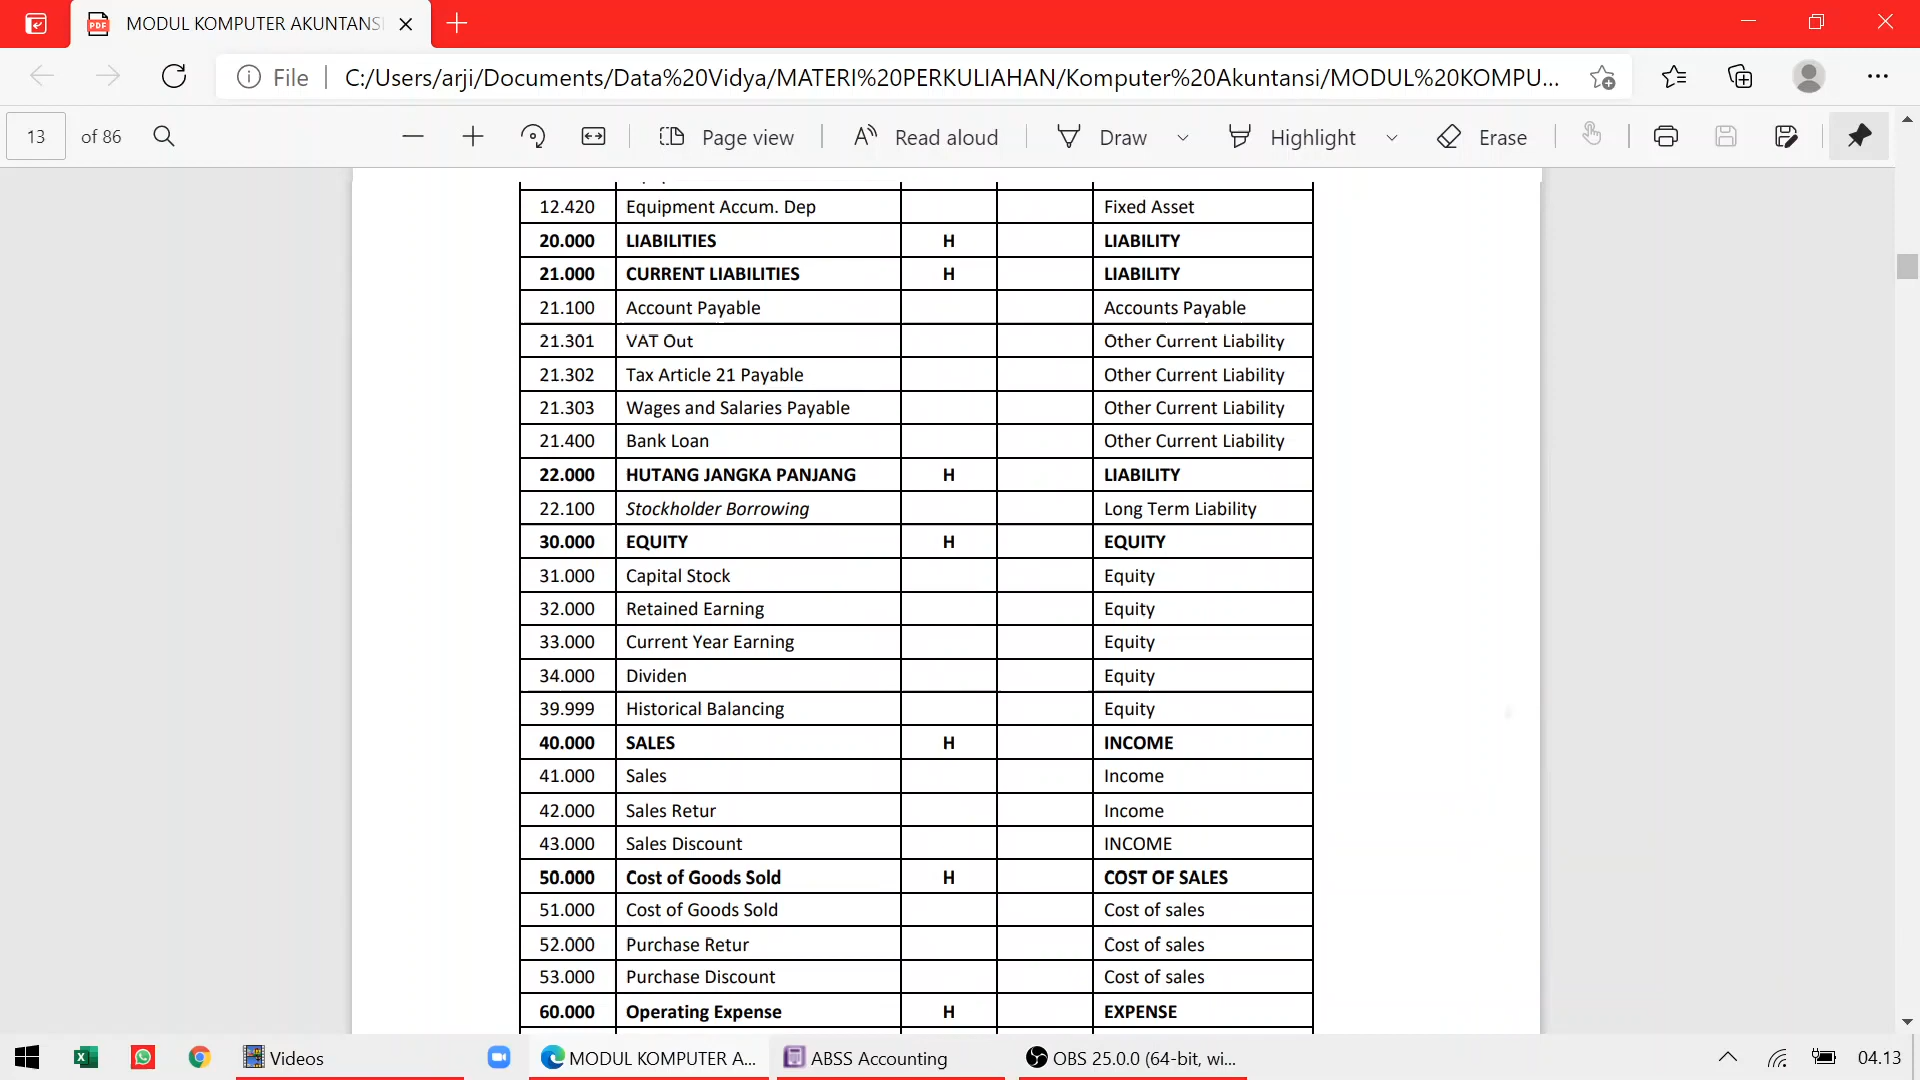 MODUL KOMPUTER AKUNTANS
File
C:/Users/arji/Documents/Data%20Vidya/MATERI%20PERKULIAHAN/Komputer%20Akuntansi/MODUL%20KOMPU...
13 of 86
Page view
Read aloud
Draw
Highlight
Erase
12.420 Equipment Accum. Dep Fixed Asset
20.000 LIABILITIES H LIABILITY
21.000 CURRENT LIABILITIES H LIABILITY
21.100 Account Payable Accounts Payable
21.301 VAT Out Other Current Liability
21.302 Tax Article 21 Payable Other Current Liability
21.303 Wages and Salaries Payable Other Current Liability
21.400 Bank Loan Other Current Liability
22.000 HUTANG JANGKA PANJANG H LIABILITY
22.100 Stockholder Borrowing Long Term Liability
30.000 EQUITY H EQUITY
31.000 Capital Stock Equity
32.000 Retained Earning Equity
33.000 Current Year Earning Equity
34.000 Dividen Equity
39.999 Historical Balancing Equity
40.000 SALES H INCOME
41.000 Sales Income
42.000 Sales Retur Income
43.000 Sales Discount INCOME
50.000 Cost of Goods Sold H COST OF SALES
51.000 Cost of Goods Sold Cost of sales
52.000 Purchase Retur Cost of sales
53.000 Purchase Discount Cost of sales
60.000 Operating Expense H EXPENSE
Videos
MODUL KOMPUTER A...
ABSS Accounting
OBS 25.0.0 (64-bit, wi...
04.13